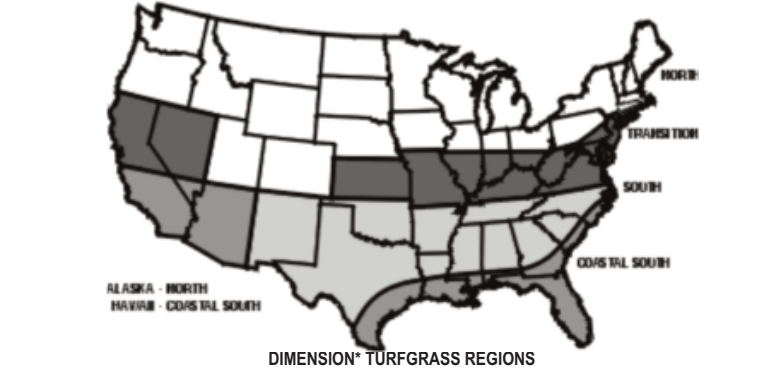 NORTH
TRANSITION
SOUTH
COASTAL SOUTH
ALASKA - NORTH
HAWAII - COASTAL SOUTH
DIMENSION* TURFGRASS REGIONS